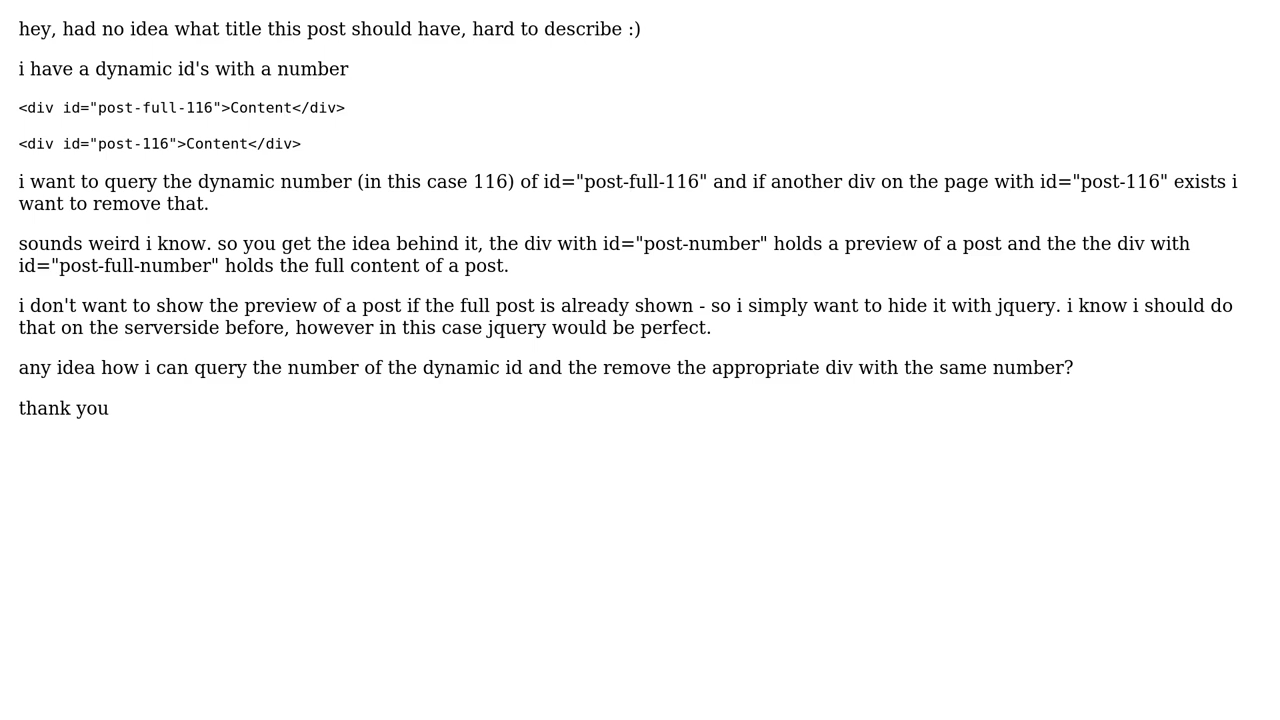 hey, had no idea what title this post should have, hard to describe :)
i have a dynamic id's with a number
<div id="post-full-116">Content</div>
<div id="post-116">Content</div>
i want to query the dynamic number (in this case 116) of id="post-full-116" and if another div on the page with id="post-116" exists i
want to remove that.
sounds weird i know. so you get the idea behind it, the div with id="post-number" holds a preview of a post and the the div with
id="post-full-number" holds the full content of a post.
i don't want to show the preview of a post if the full post is already shown - so i simply want to hide it with jquery. i know i should do
that on the serverside before, however in this case jquery would be perfect.
any idea how i can query the number of the dynamic id and the remove the appropriate div with the same number?
thank you